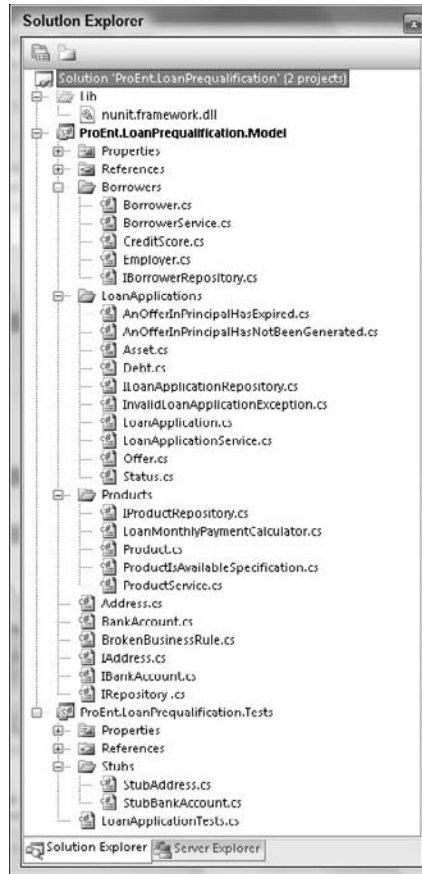 Solution Explorer
Solution 'ProEnt.LoanPrequalification' (2 projects)
Lib
nunit.framework.dll
ProEnt.LoanPrequalification.Model
Properties
References
Borrowers
Borrower.cs
BorrowerService.cs
CreditScore.cs
Employer.cs
IBorrowerRepository.cs
LoanApplications
AnOfferInPrincipalHasExpired.cs
AnOfferInPrincipalHasNotBeenGenerated.cs
Asset.cs
Debt.cs
ILoanApplicationRepository.cs
InvalidLoanApplicationException.cs
LoanApplication.cs
LoanApplicationService.cs
Offer.cs
Status.cs
Products
IProductRepository.cs
LoanMonthlyPaymentCalculator.cs
Product.cs
ProductIsAvailableSpecification.cs
ProductService.cs
Address.cs
BankAccount.cs
BrokenBusinessRule.cs
IAddress.cs
IBankAccount.cs
IRepository.cs
ProEnt.LoanPrequalification.Tests
Properties
References
Stubs
StubAddress.cs
StubBankAccount.cs
LoanApplicationTests.cs
Solution Explorer Server Explorer